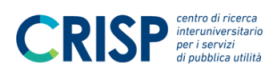 CRISP
centro di ricerca
interuniversitario
per i servizi
di pubblica utilità